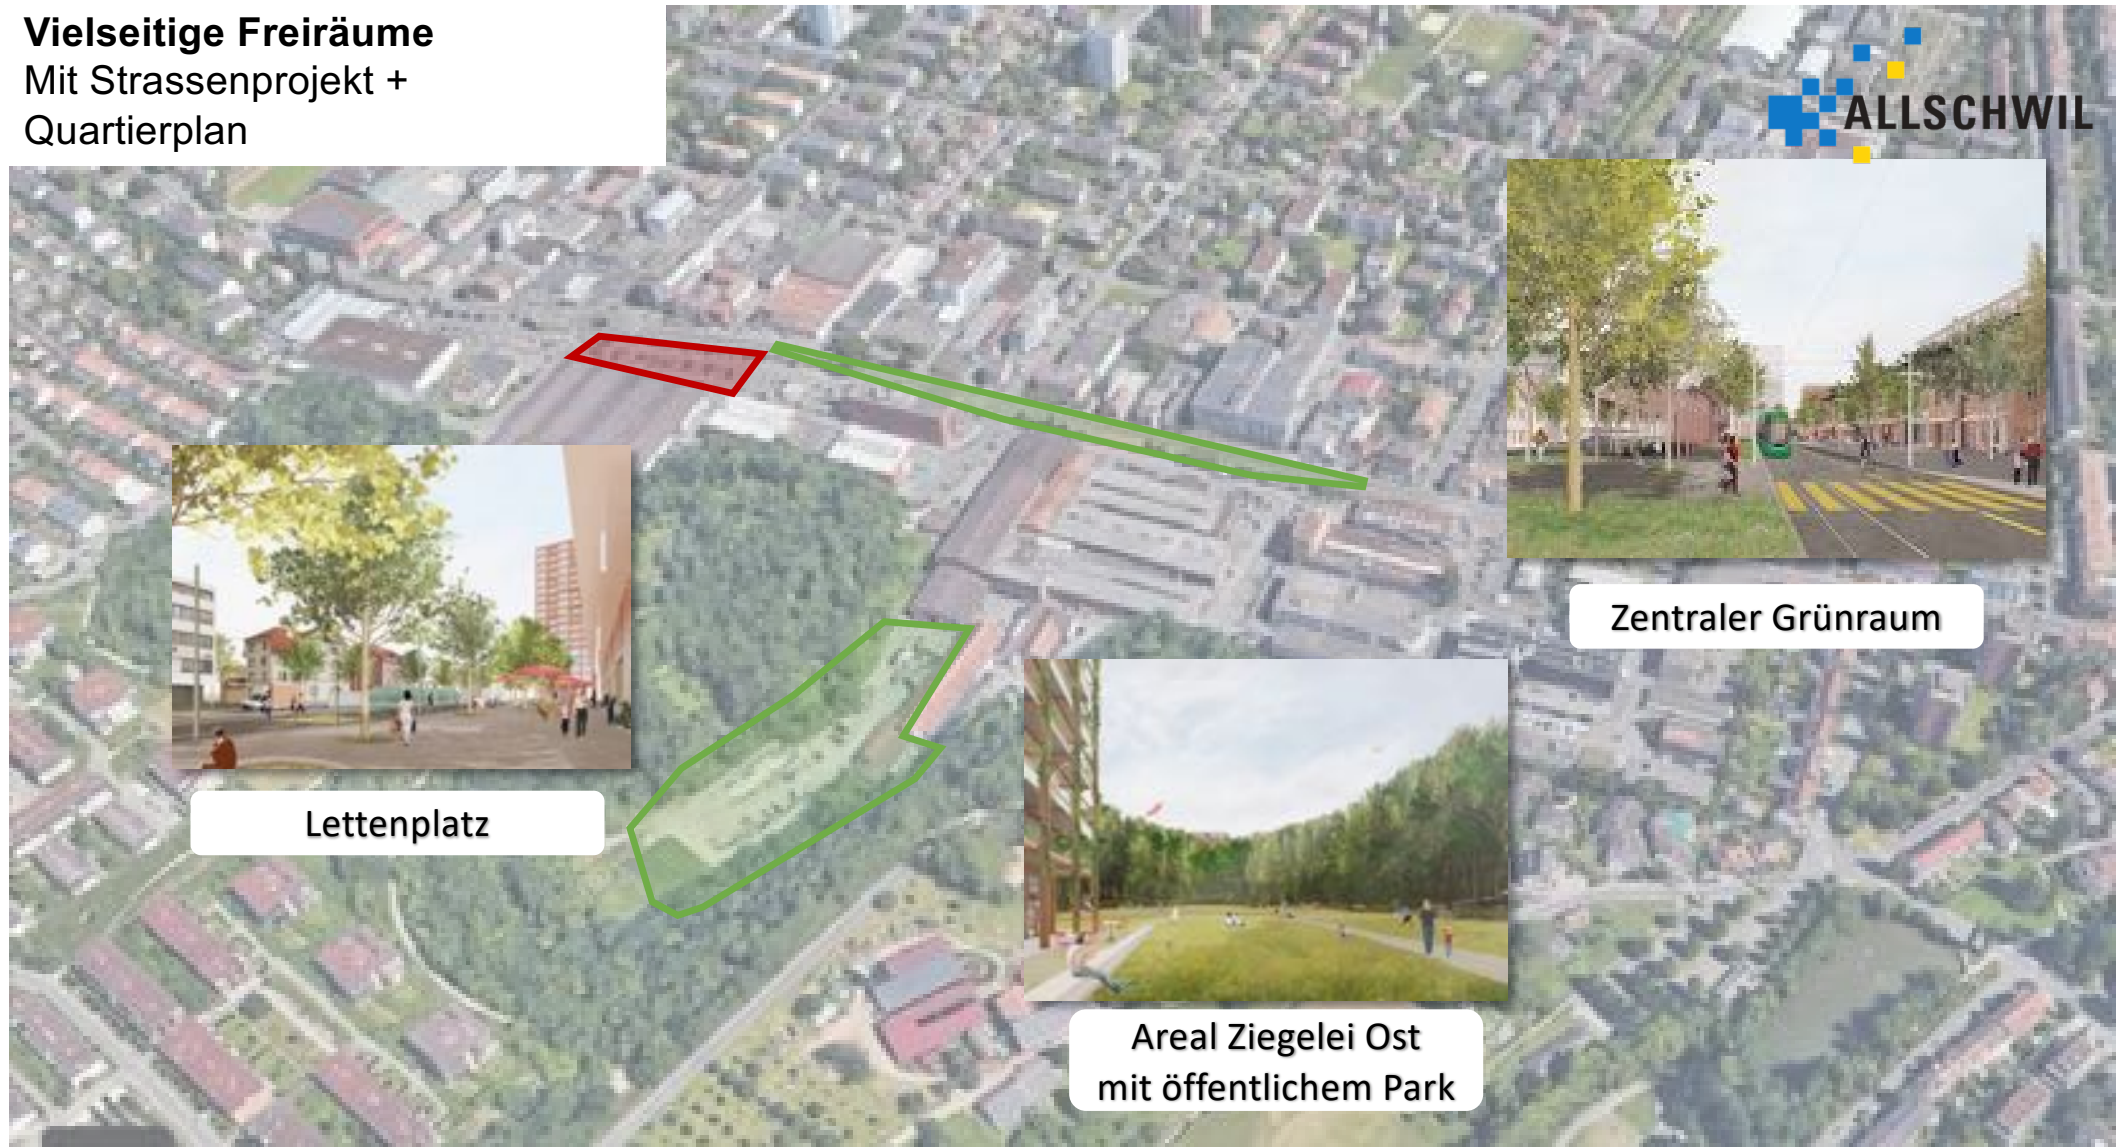 Vielseitige Freiräume
Mit Strassenprojekt +
Quartierplan
ALLSCHWIL
Zentraler Grünraum
Lettenplatz
Areal Ziegelei Ost
mit öffentlichem Park